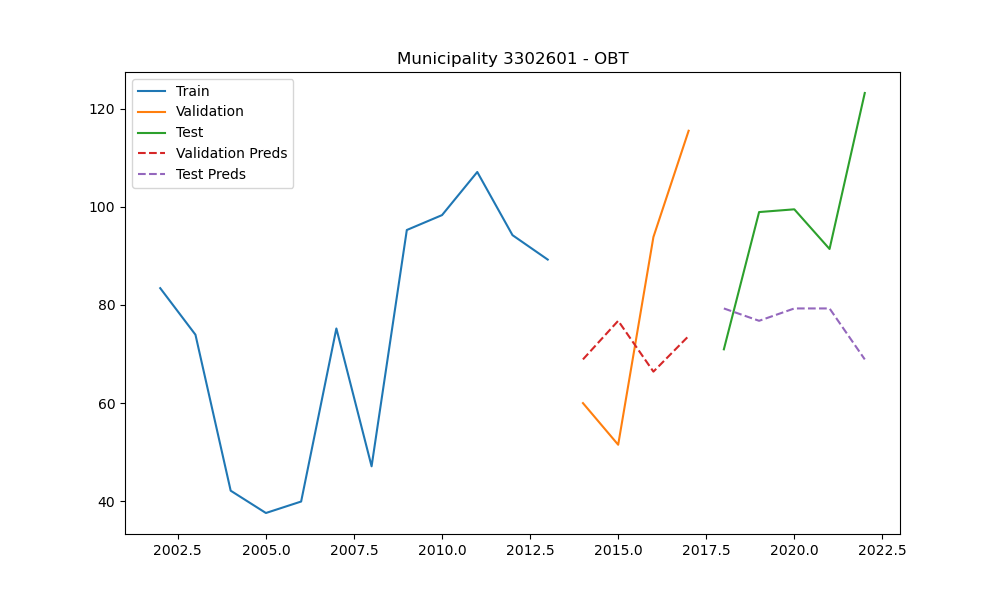 Municipality 3302601 - OBT
Train
Validation
Test
Validation Preds
Test Preds
120
100
80
60
40
2002.5 2005.0 2007.5 2010.0 2012.5 2015.0 2017.5 2020.0 2022.5